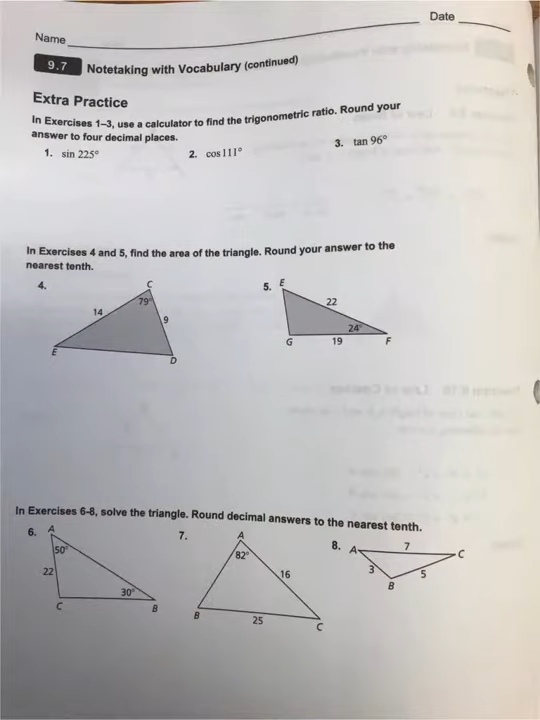 Name
Date
9.7 Notetaking with Vocabulary (continued)
Extra Practice
In Exercises 1–3, use a calculator to find the trigonometric ratio. Round your
answer to four decimal places.
1. sin 225°
2. cos111°
3. tan 96°
In Exercises 4 and 5, find the area of the triangle. Round your answer to the
nearest tenth.
4.
C
79°
14
9
E
D
5.
E
22
24°
G
19
F
In Exercises 6-8, solve the triangle. Round decimal answers to the nearest tenth.
6.
A
50°
22
30°
C
B
7.
A
82°
16
B
25
C
8.
A
7
C
3
5
B